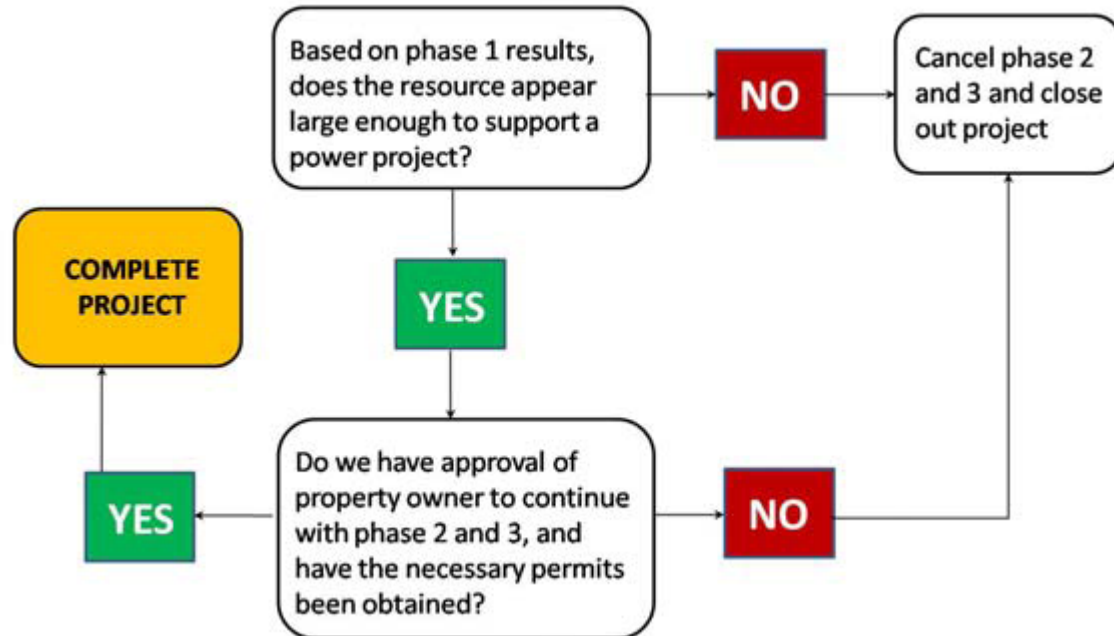 Based on phase 1 results,
does the resource appear
large enough to support a
power project?
NO
Cancel phase 2
and 3 and close
out project
YES
COMPLETE
PROJECT
Do we have approval of
property owner to continue
with phase 2 and 3, and
have the necessary permits
been obtained?
YES
NO